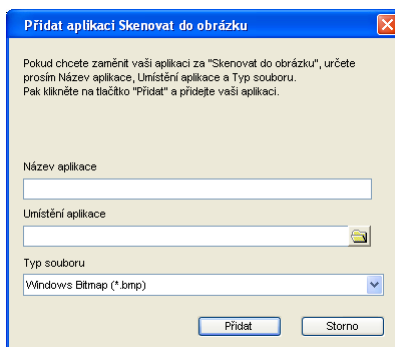 Přidat aplikaci Skenovat do obrázku
Pokud chcete zaměnit vaši aplikaci za "Skenovat do obrázku", určete
prosím Název aplikace, Umístění aplikace a Typ souboru.
Pak klikněte na tlačítko "Přidat" a přidejte vaši aplikaci.
Název aplikace
Umístění aplikace
Typ souboru
Windows Bitmap (*.bmp)
Přidat Storno